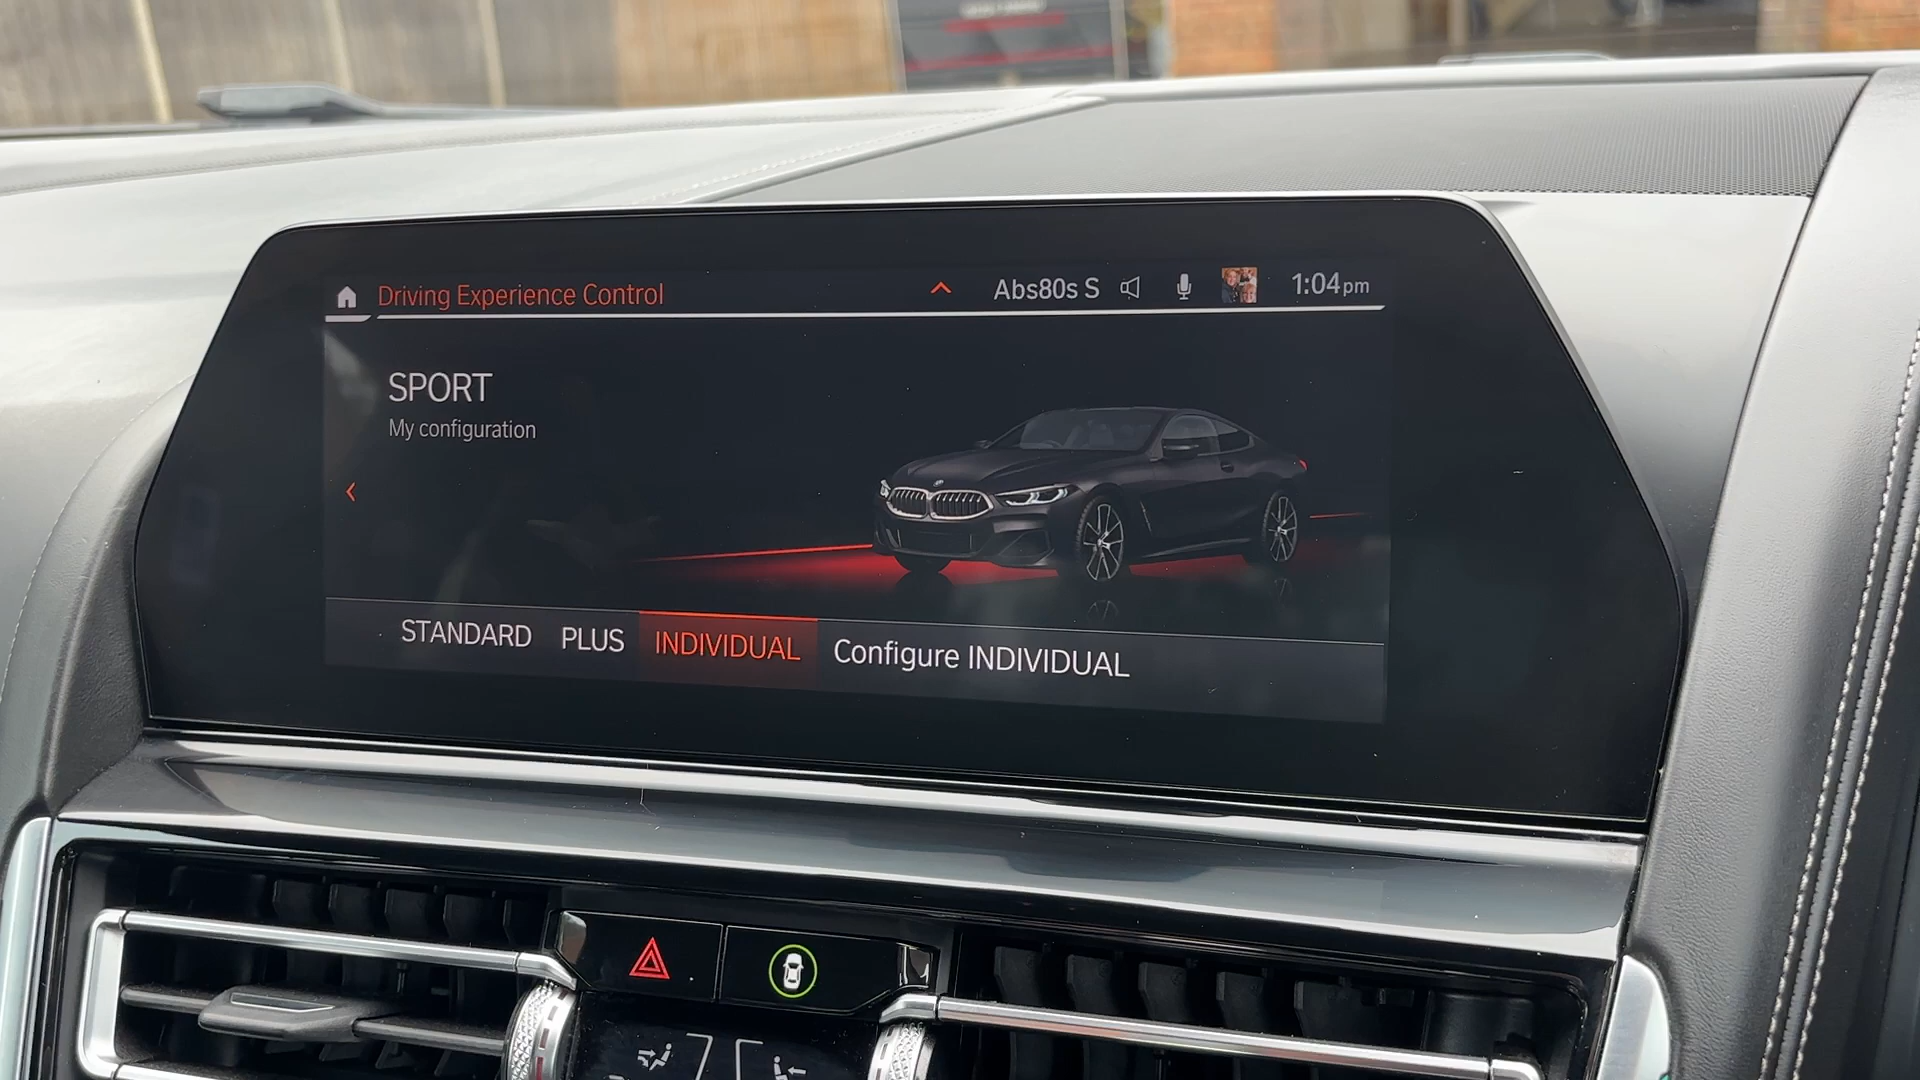 Driving Experience Control
Abs80s S
1:04pm
SPORT
My configuration
STANDARD PLUS INDIVIDUAL Configure INDIVIDUAL